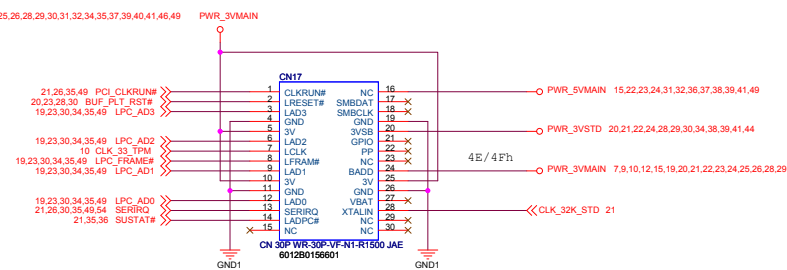 25,26,28,29,30,31,32,34,35,37,39,40,41,46,49 PWR_3VMAIN
CN17
21,26,35,49 PCI_CLKRUN# 1 CLKRUN# NC 16 PWR_5VMAIN 15,22,23,24,31,32,36,37,38,39,41,49
20,23,28,30 BUF_PLT_RST# 2 LRESET# SMBDAT 17
19,23,30,34,35,49 LPC_AD3 3 LAD3 SMBCLK 18
4 GND GND 19
5 3V 3VSB 20 PWR_3VSTD 20,21,22,24,28,29,30,34,38,39,41,44
19,23,30,34,35,49 LPC_AD2 6 LAD2 GPIO 21
10 CLK_33_TPM 7 LCLK PP 22
19,23,30,34,35,49 LPC_FRAME# 8 LFRAM# NC 23 4E/4Fh
19,23,30,34,35,49 LPC_AD1 9 LAD1 BADD 24 PWR_3VMAIN 7,9,10,12,15,19,20,21,22,23,24,25,26,28,29
10 3V 3V 25
11 GND GND 26
19,23,30,34,35,49 LPC_AD0 12 LAD0 VBAT 27
21,26,30,35,49,54 SERIRQ 13 SERIRQ XTALIN 28 CLK_32K_STD 21
21,35,36 SUSTAT# 14 LADPC# NC 29
15 NC NC 30
CN 30P WR-30P-VF-N1-R1500 JAE
6012B0156601
GND1 GND1